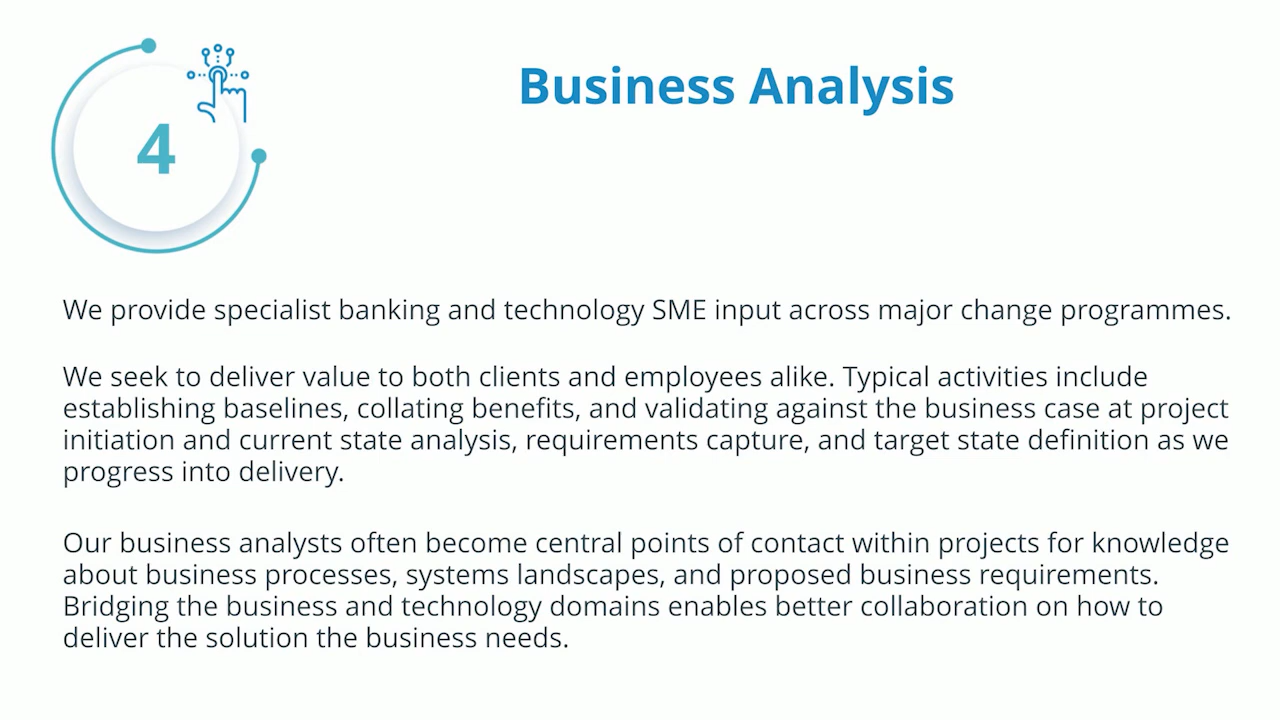 4
Business Analysis
We provide specialist banking and technology SME input across major change programmes.
We seek to deliver value to both clients and employees alike. Typical activities include
establishing baselines, collating benefits, and validating against the business case at project
initiation and current state analysis, requirements capture, and target state definition as we
progress into delivery.
Our business analysts often become central points of contact within projects for knowledge
about business processes, systems landscapes, and proposed business requirements.
Bridging the business and technology domains enables better collaboration on how to
deliver the solution the business needs.